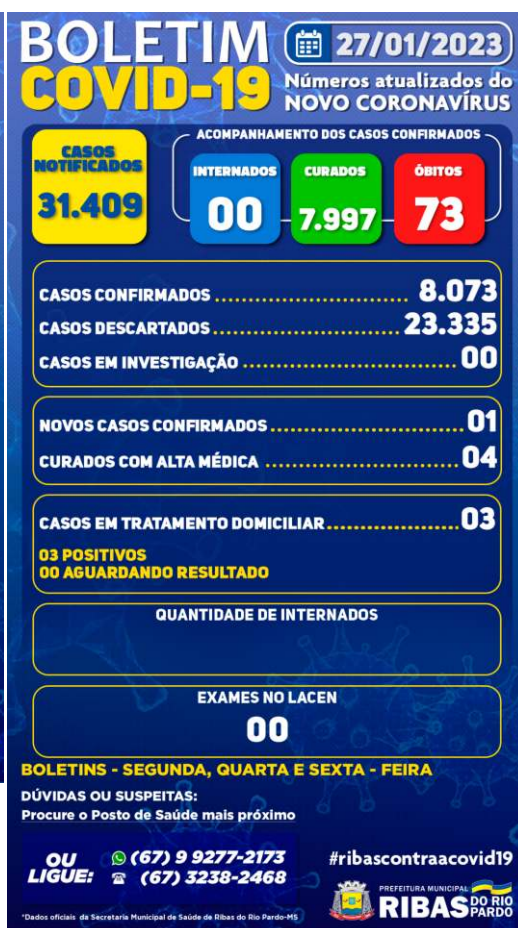 BOLETIM
COVID-19
27/01/2023
Números atualizados do
NOVO CORONAVÍRUS
CASOS
NOTIFICADOS
31.409
ACOMPANHAMENTO DOS CASOS CONFIRMADOS
INTERNADOS
00
CURADOS
7.997
ÓBITOS
73
CASOS CONFIRMADOS ............................ 8.073
CASOS DESCARTADOS ........................... 23.335
CASOS EM INVESTIGAÇÃO ................................ 00
NOVOS CASOS CONFIRMADOS ............................ 01
CURADOS COM ALTA MÉDICA ............................ 04
CASOS EM TRATAMENTO DOMICILIAR .................. 03
03 POSITIVOS
00 AGUARDANDO RESULTADO
QUANTIDADE DE INTERNADOS
EXAMES NO LACEN
00
BOLETINS - SEGUNDA, QUARTA E SEXTA - FEIRA
DÚVIDAS OU SUSPEITAS:
Procure o Posto de Saúde mais próximo
OU
LIGUE:
(67) 9 9277-2173
(67) 3238-2468
*Dados oficiais da Secretaria Municipal de Saúde de Ribas do Rio Pardo-MS
#ribascontraacovid19
PREFEITURA MUNICIPAL
RIBAS DO RIO
PARDO